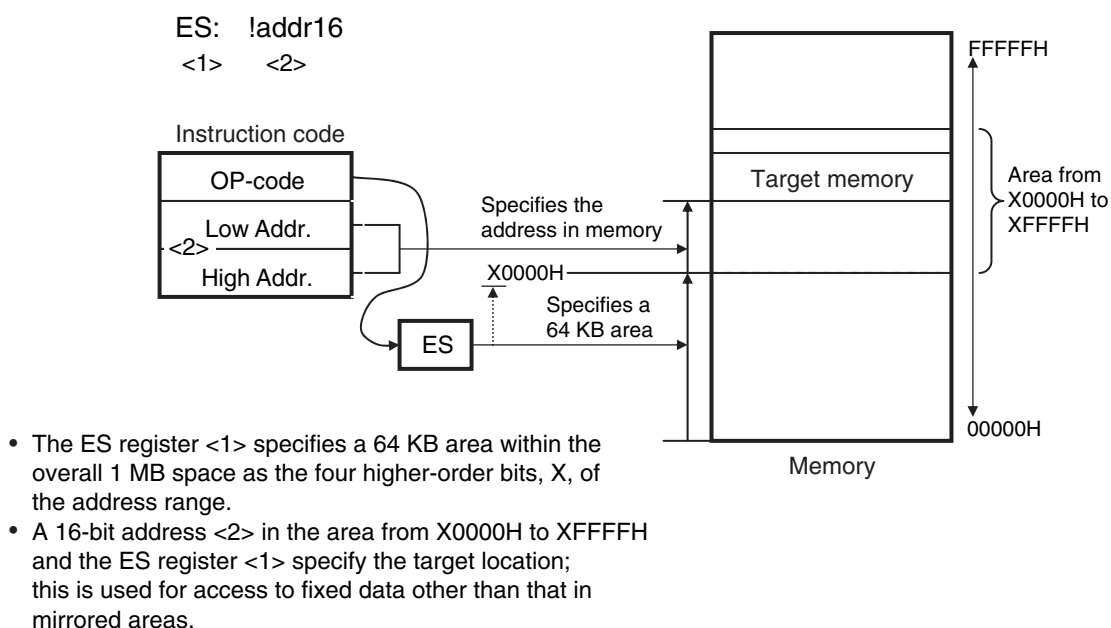 ES: !addr16
<1> <2>
Instruction code
OP-code
Low Addr.
<2>
High Addr.
ES
Specifies the
address in memory
X0000H
Specifies a
64 KB area
Target memory
Memory
FFFFFH
Area from
X0000H to
XFFFFH
00000H
• The ES register <1> specifies a 64 KB area within the
overall 1 MB space as the four higher-order bits, X, of
the address range.
• A 16-bit address <2> in the area from X0000H to XFFFFH
and the ES register <1> specify the target location;
this is used for access to fixed data other than that in
mirrored areas.